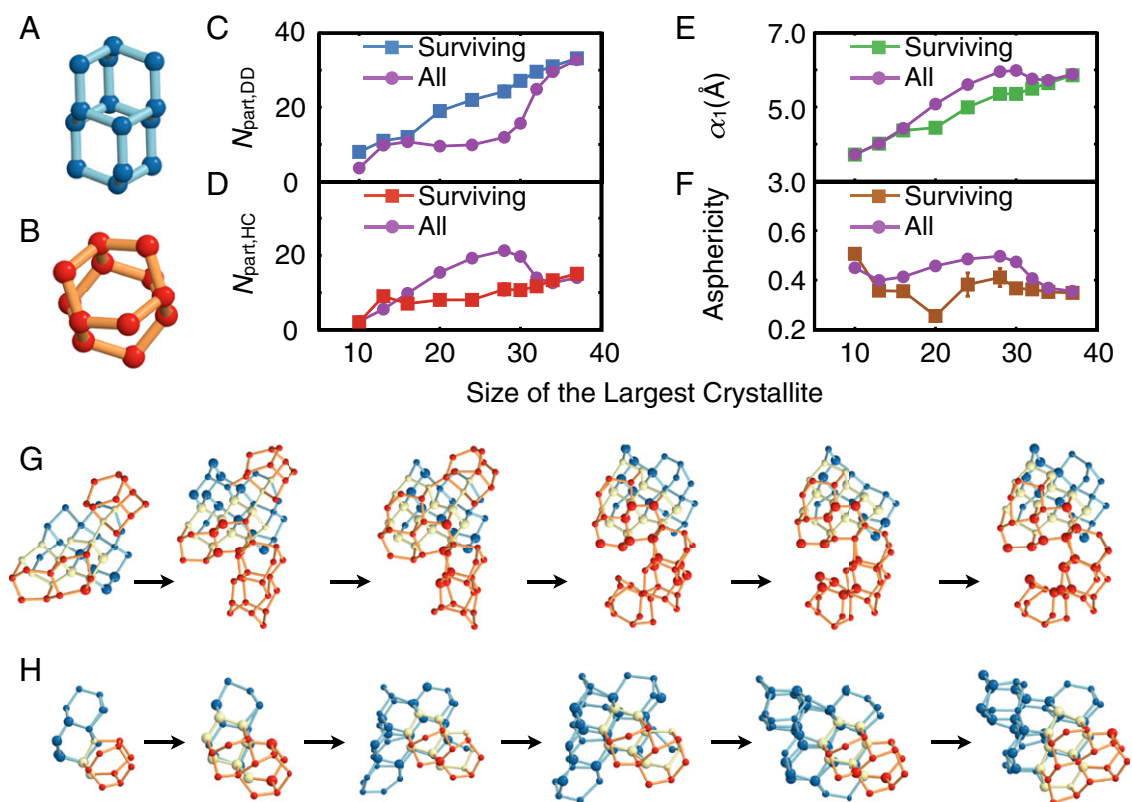 A
B
C
N part,DD
40
20
0
Surviving
All
D
N part,HC
20
0
Surviving
All
10
20
30
40
E
α1(Å)
7.0
5.0
3.0
Surviving
All
F
Asphericity
0.6
0.4
0.2
Surviving
All
10
20
30
40
Size of the Largest Crystallite
G
H